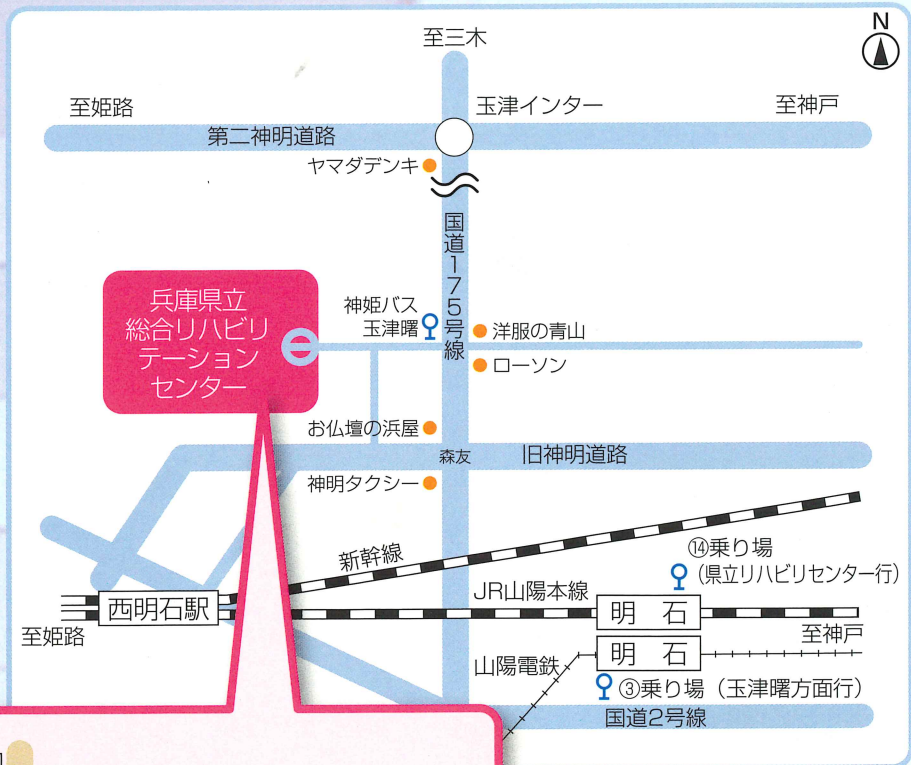 N
至三木
至姫路
玉津インター
至神戸
第二神明道路
ヤマダデンキ
国道175号線
兵庫県立
総合リハビリ
テーション
センター
神姫バス
玉津曙
洋服の青山
ローソン
お仏壇の浜屋
森友
旧神明道路
神明タクシー
新幹線
⑭乗り場
(県立リハビリセンター行)
JR山陽本線
西明石駅
明 石
至姫路
至神戸
山陽電鉄
明 石
③乗り場(玉津曙方面行)
国道2号線